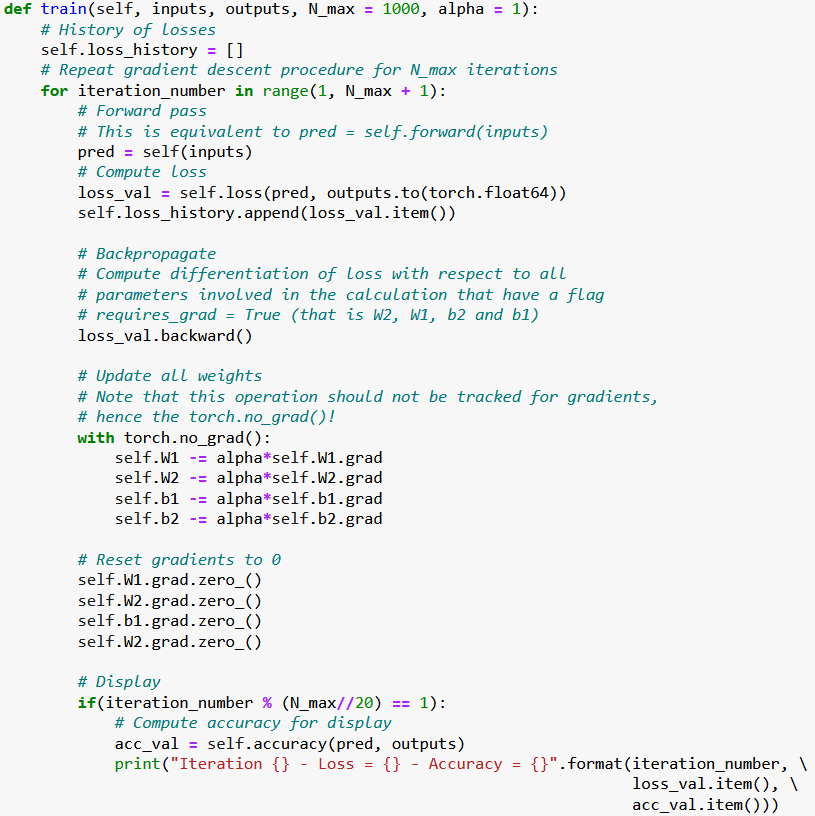 def train(self, inputs, outputs, N_max = 1000, alpha = 1):
    # History of losses
    self.loss_history = []
    # Repeat gradient descent procedure for N_max iterations
    for iteration_number in range(1, N_max + 1):
        # Forward pass
        # This is equivalent to pred = self.forward(inputs)
        pred = self(inputs)
        # Compute loss
        loss_val = self.loss(pred, outputs.to(torch.float64))
        self.loss_history.append(loss_val.item())

        # Backpropagate
        # Compute differentiation of loss with respect to all
        # parameters involved in the calculation that have a flag
        # requires_grad = True (that is W2, W1, b2 and b1)
        loss_val.backward()

        # Update all weights
        # Note that this operation should not be tracked for gradients,
        # hence the torch.no_grad()!
        with torch.no_grad():
            self.W1 -= alpha*self.W1.grad
            self.W2 -= alpha*self.W2.grad
            self.b1 -= alpha*self.b1.grad
            self.b2 -= alpha*self.b2.grad

        # Reset gradients to 0
        self.W1.grad.zero_()
        self.W2.grad.zero_()
        self.b1.grad.zero_()
        self.W2.grad.zero_()

        # Display
        if(iteration_number % (N_max//20) == 1):
            # Compute accuracy for display
            acc_val = self.accuracy(pred, outputs)
            print("Iteration {} - Loss = {} - Accuracy = {}".format(iteration_number, \
                                                                    loss_val.item(), \
                                                                    acc_val.item()))